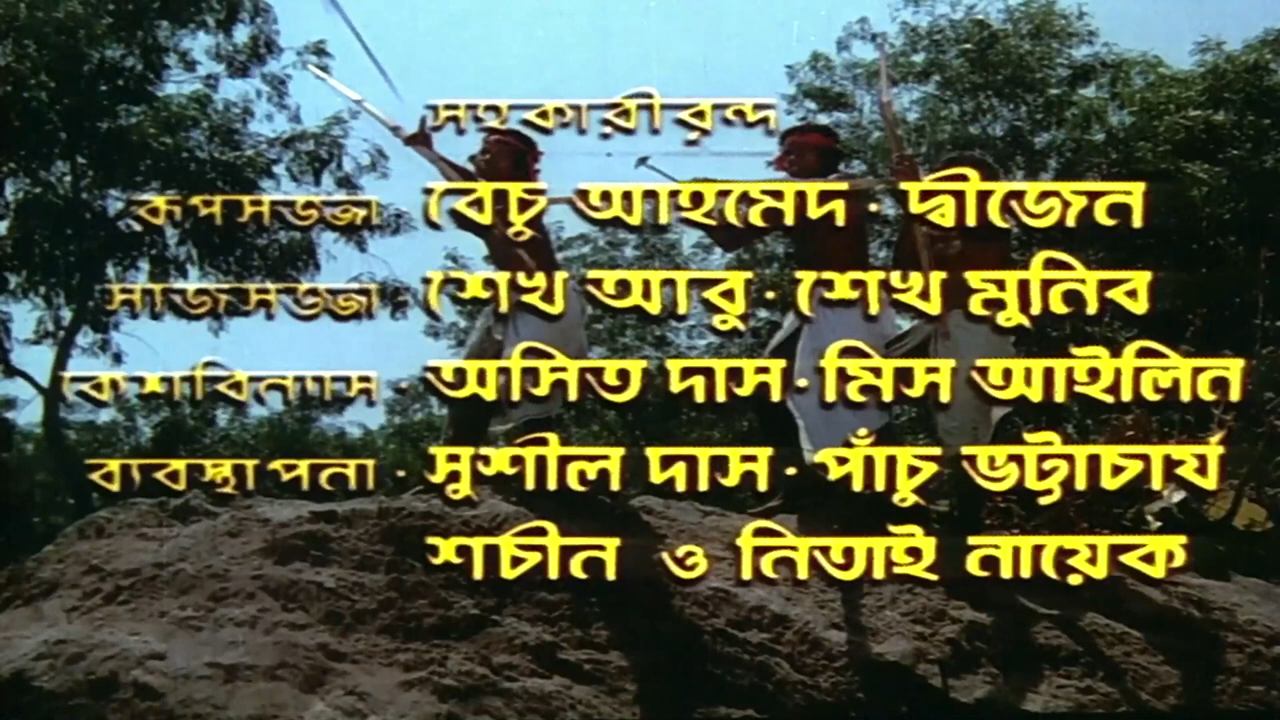 সহকারীবৃন্দ
রূপসজ্জা · বেচু আহমেদ · দ্বীজেন
সাজসজ্জা · শেখ আবু · শেখ মুনিব
কেশবিন্যাস · অসিত দাস · মিস আইলিন
ব্যবস্থাপনা · সুশীল দাস · পাঁচু ভট্টাচার্য
শচীন ও নিতাই নায়েক